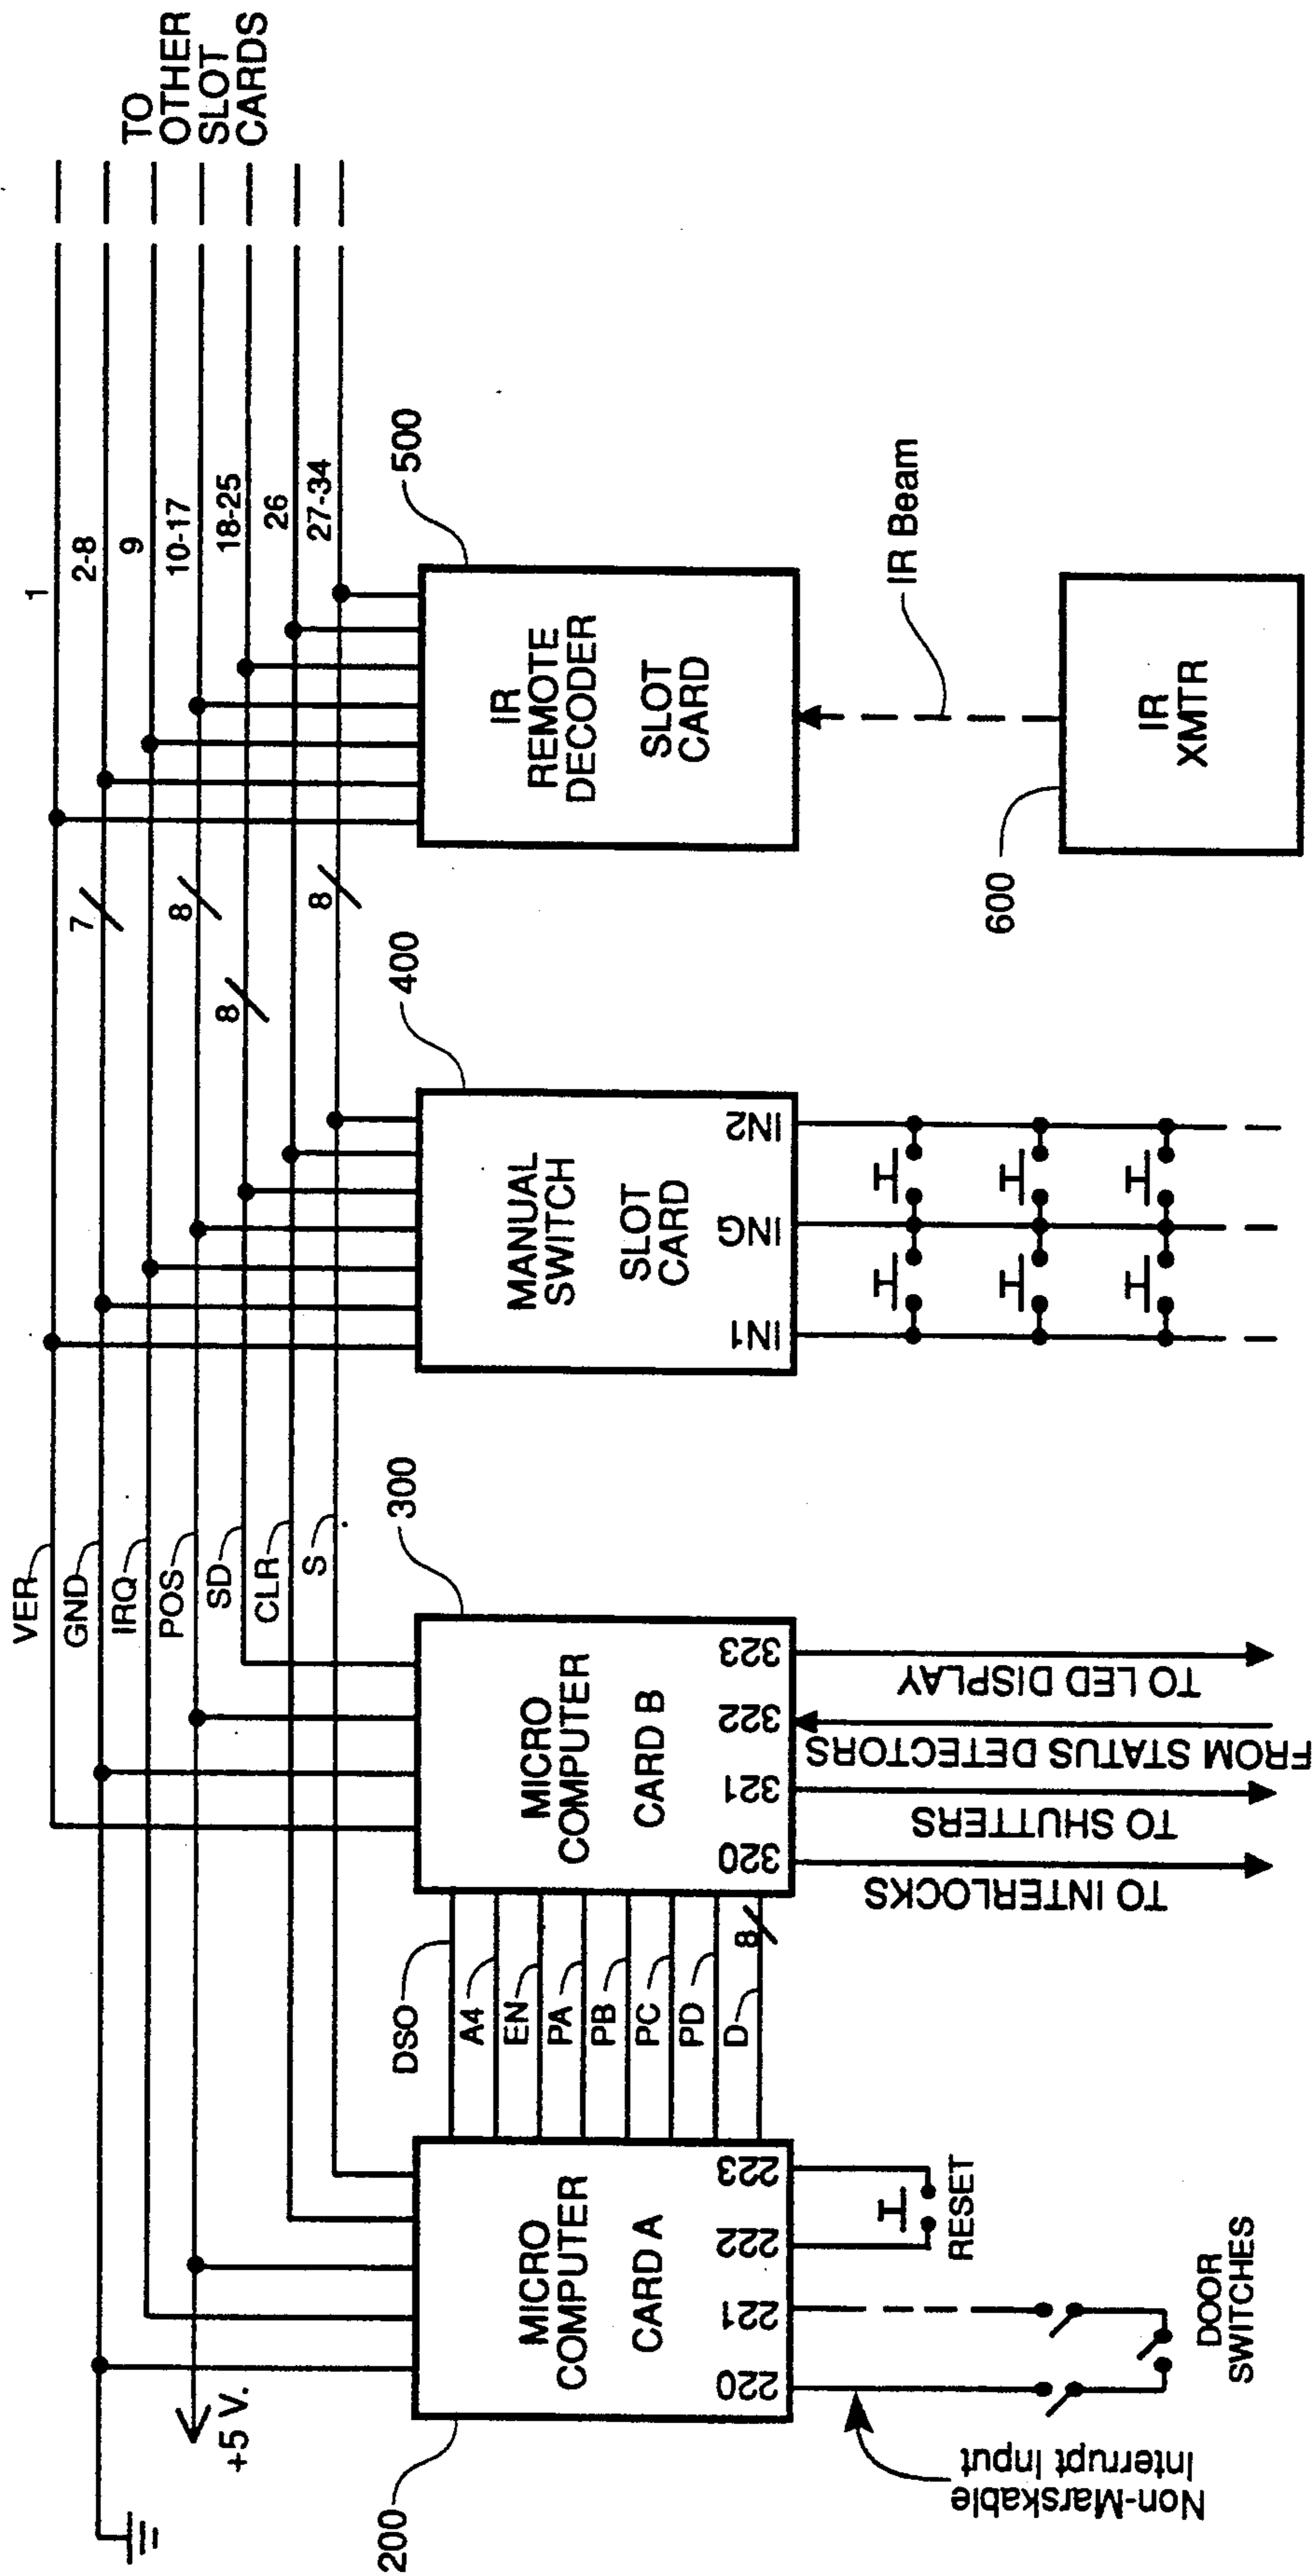 TO
OTHER
SLOT
CARDS
1
2-8
9
10-17
18-25
26
27-34
7
8
8
8
VER
GND
IRQ
POS
SD
CLR
S
+5 V.
200
MICRO
COMPUTER
CARD A
220
221
222
223
DSO
A4
EN
PA
PB
PC
PD
D
8
300
MICRO
COMPUTER
CARD B
320
321
322
323
400
MANUAL
SWITCH
SLOT
CARD
IN1
ING
IN2
500
IR
REMOTE
DECODER
SLOT
CARD
IR Beam
600
IR
XMTR
Non-Marskable
Interrupt Input
DOOR
SWITCHES
RESET
TO INTERLOCKS
TO SHUTTERS
FROM STATUS DETECTORS
TO LED DISPLAY